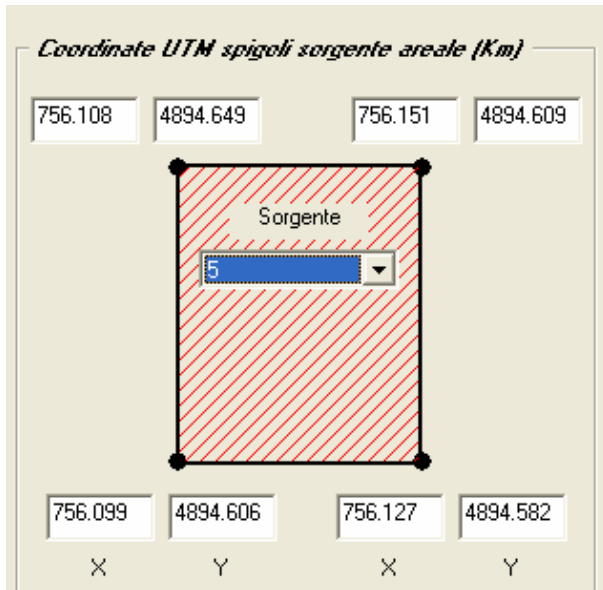 Coordinate UTM spigoli sorgente areale (Km)
756.108 4894.649 756.151 4894.609
Sorgente
5
756.099 4894.606 756.127 4894.582
X Y X Y